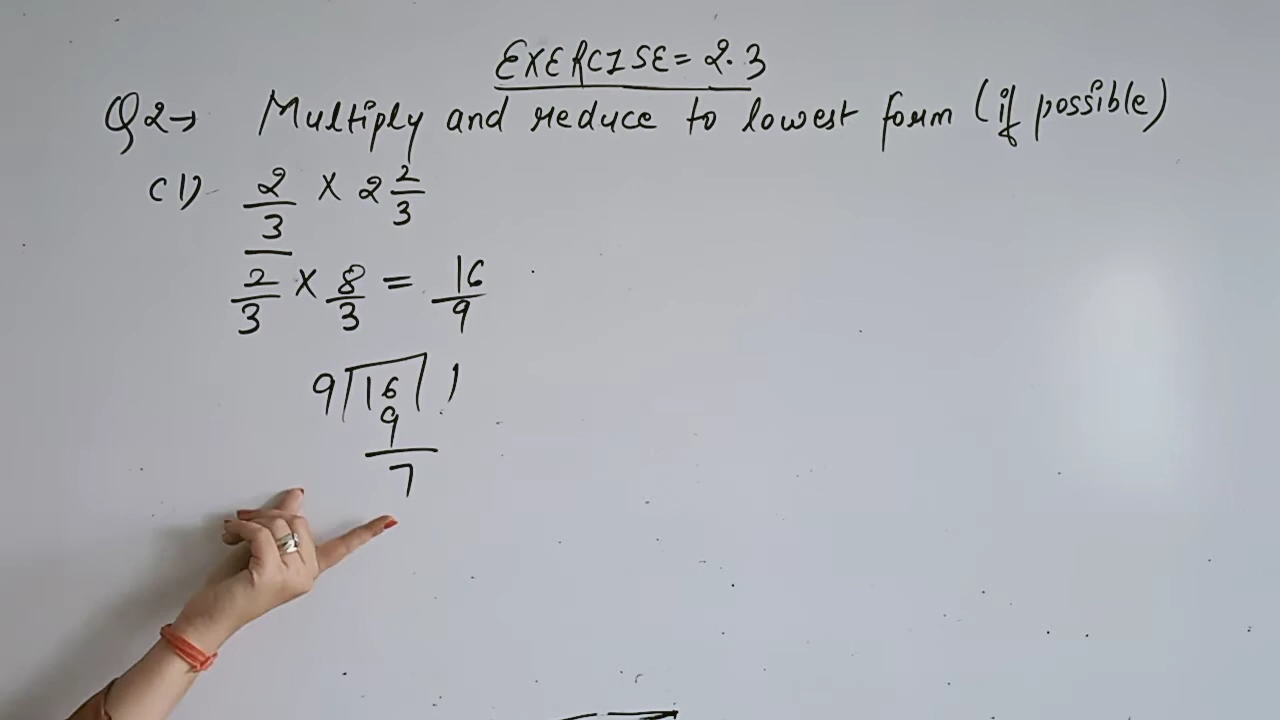 EXERCISE = 2.3
Q2→ Multiply and reduce to lowest form (if possible)
(1) 2/3 × 2 2/3
2/3 × 8/3 = 16/9
9 16 1
9
7